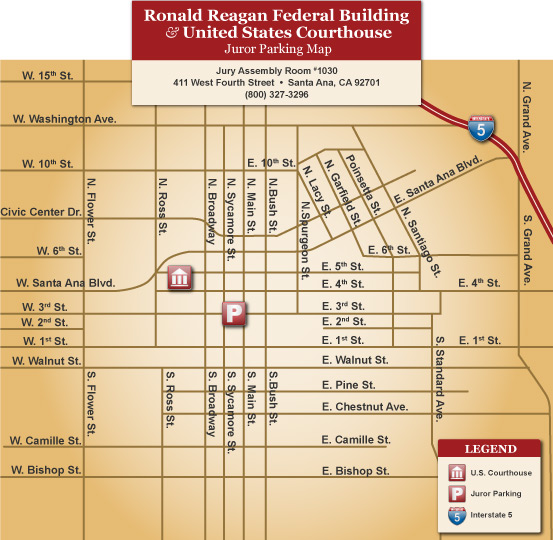 Ronald Reagan Federal Building
& United States Courthouse
Juror Parking Map
Jury Assembly Room #1030
411 West Fourth Street • Santa Ana, CA 92701
(800) 327-3296
W. 15th St.
W. Washington Ave.
W. 10th St.
E. 10th St.
N. Grand Ave.
INTERSTATE
5
N. Flower St.
N. Ross St.
N. Broadway
N. Sycamore St.
N. Main St.
N. Bush St.
N. Spurgeon St.
N. Lacy St.
N. Garfield St.
Poinsetta St.
N. Santiago St.
E. Santa Ana Blvd.
Civic Center Dr.
S. Grand Ave.
W. 6th St.
E. 6th St.
E. 5th St.
W. Santa Ana Blvd.
E. 4th St.
E. 4th St.
W. 3rd St.
P
E. 3rd St.
W. 2nd St.
E. 2nd St.
W. 1st St.
E. 1st St.
E. 1st St.
W. Walnut St.
E. Walnut St.
S. Flower St.
S. Ross St.
S. Broadway
S. Sycamore St.
S. Main St.
S. Bush St.
S. Standard Ave.
E. Pine St.
E. Chestnut Ave.
W. Camille St.
E. Camille St.
W. Bishop St.
E. Bishop St.
LEGEND
U.S. Courthouse
P Juror Parking
5 Interstate 5